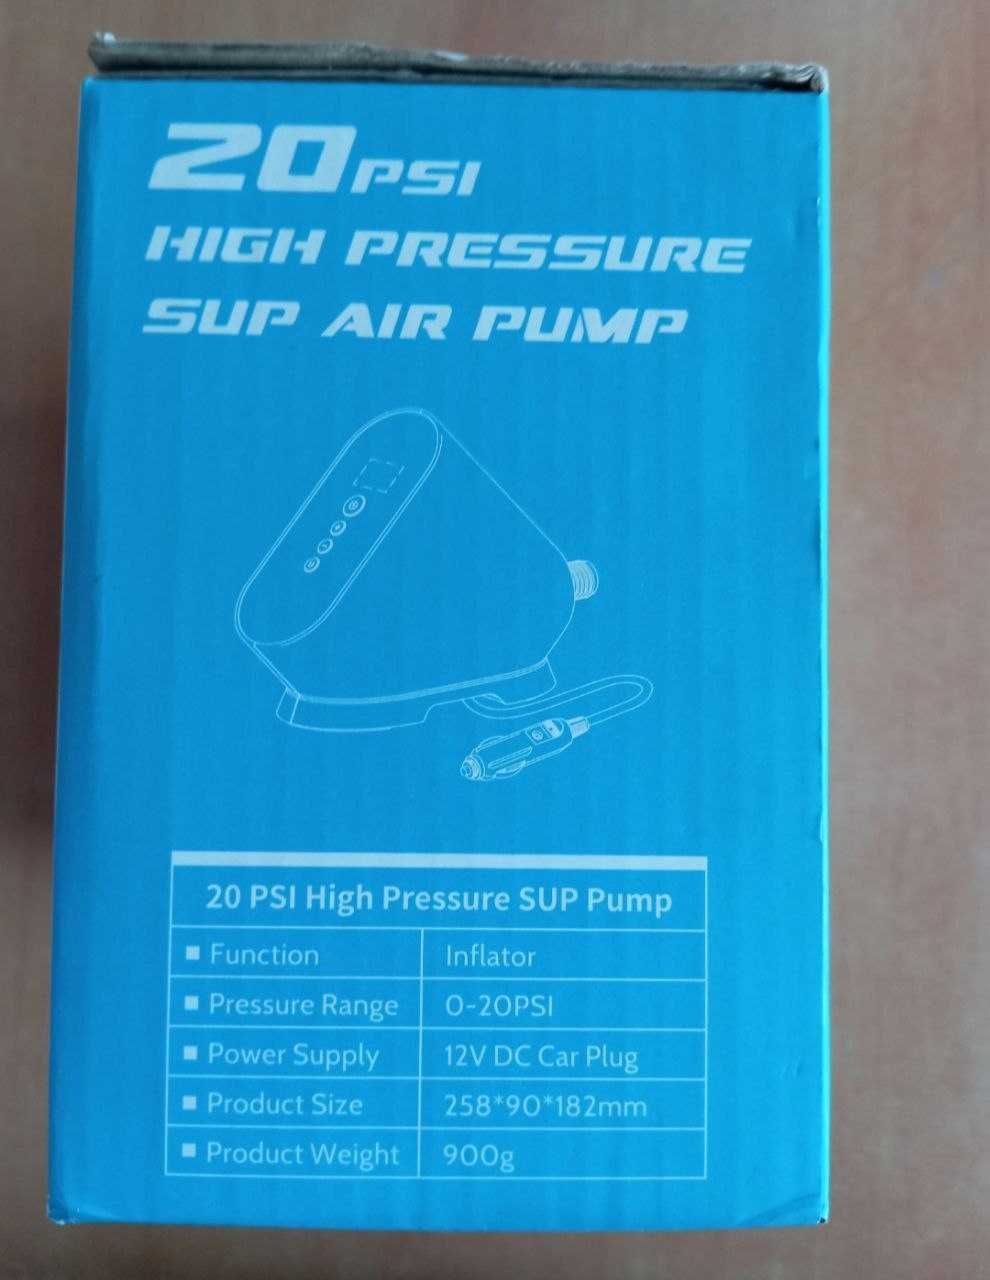 20PSI
HIGH PRESSURE
SUP AIR PUMP
20 PSI High Pressure SUP Pump
Function Inflator
Pressure Range 0-20PSI
Power Supply 12V DC Car Plug
Product Size 258*90*182mm
Product Weight 900g